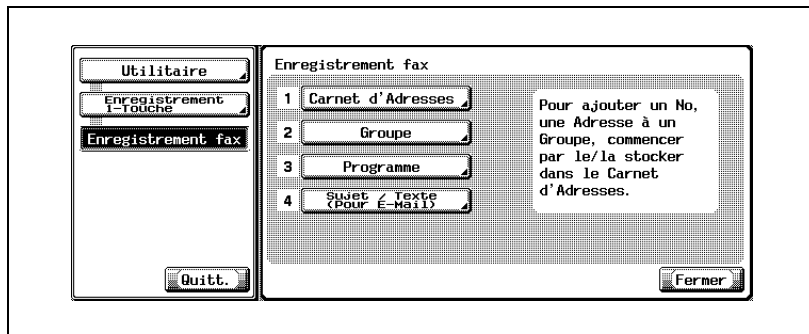 Utilitaire
Enregistrement
1-Touche
Enregistrement fax
Quitt.
Enregistrement fax
1 Carnet d'Adresses
2 Groupe
3 Programme
4 Sujet / Texte
(Pour E-Mail)
Pour ajouter un No,
une Adresse à un
Groupe, commencer
par le/la stocker
dans le Carnet
d'Adresses.
Fermer